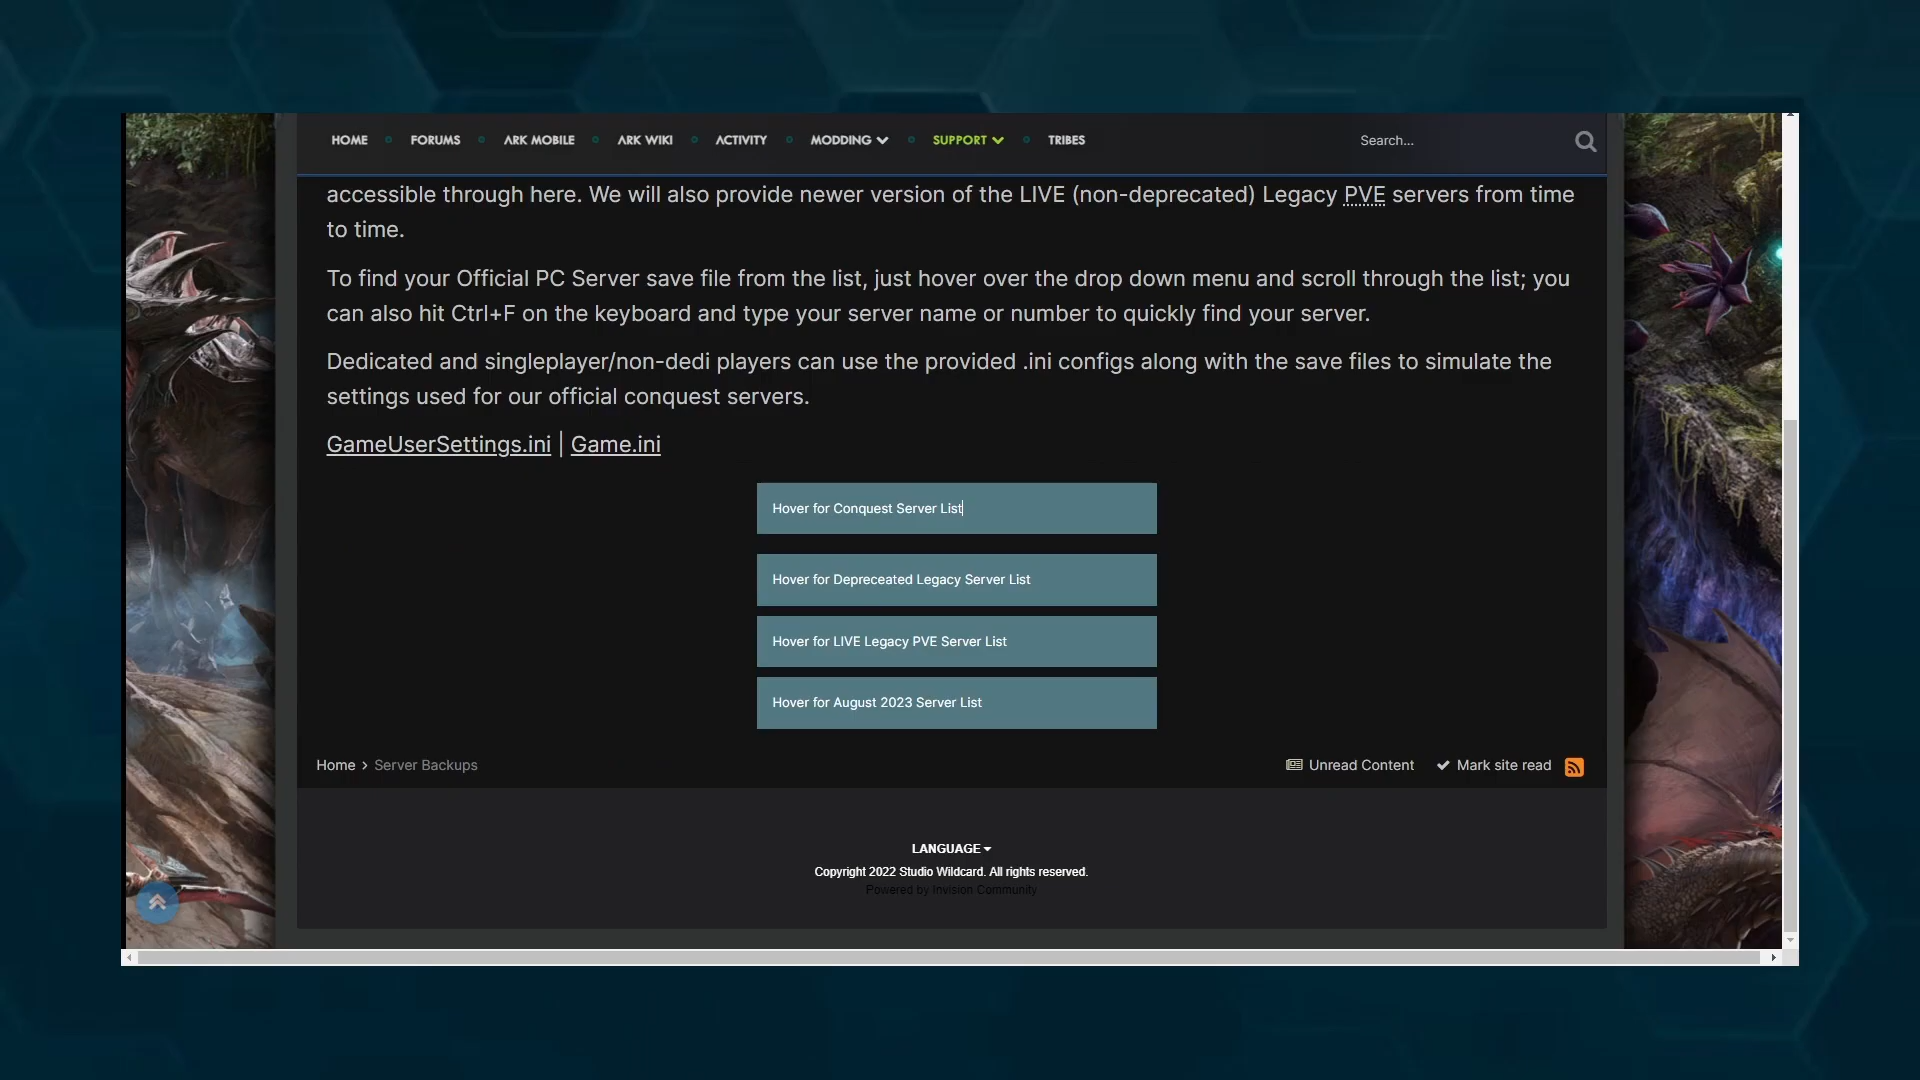 HOME FORUMS ARK MOBILE ARK WIKI ACTIVITY MODDING SUPPORT TRIBES Search...
accessible through here. We will also provide newer version of the LIVE (non-deprecated) Legacy PVE servers from time
to time.
To find your Official PC Server save file from the list, just hover over the drop down menu and scroll through the list; you
can also hit Ctrl+F on the keyboard and type your server name or number to quickly find your server.
Dedicated and singleplayer/non-dedi players can use the provided .ini configs along with the save files to simulate the
settings used for our official conquest servers.
GameUserSettings.ini | Game.ini
Hover for Conquest Server List
Hover for Depreceated Legacy Server List
Hover for LIVE Legacy PVE Server List
Hover for August 2023 Server List
Home > Server Backups Unread Content Mark site read
LANGUAGE
Copyright 2022 Studio Wildcard. All rights reserved.
Powered by Invision Community